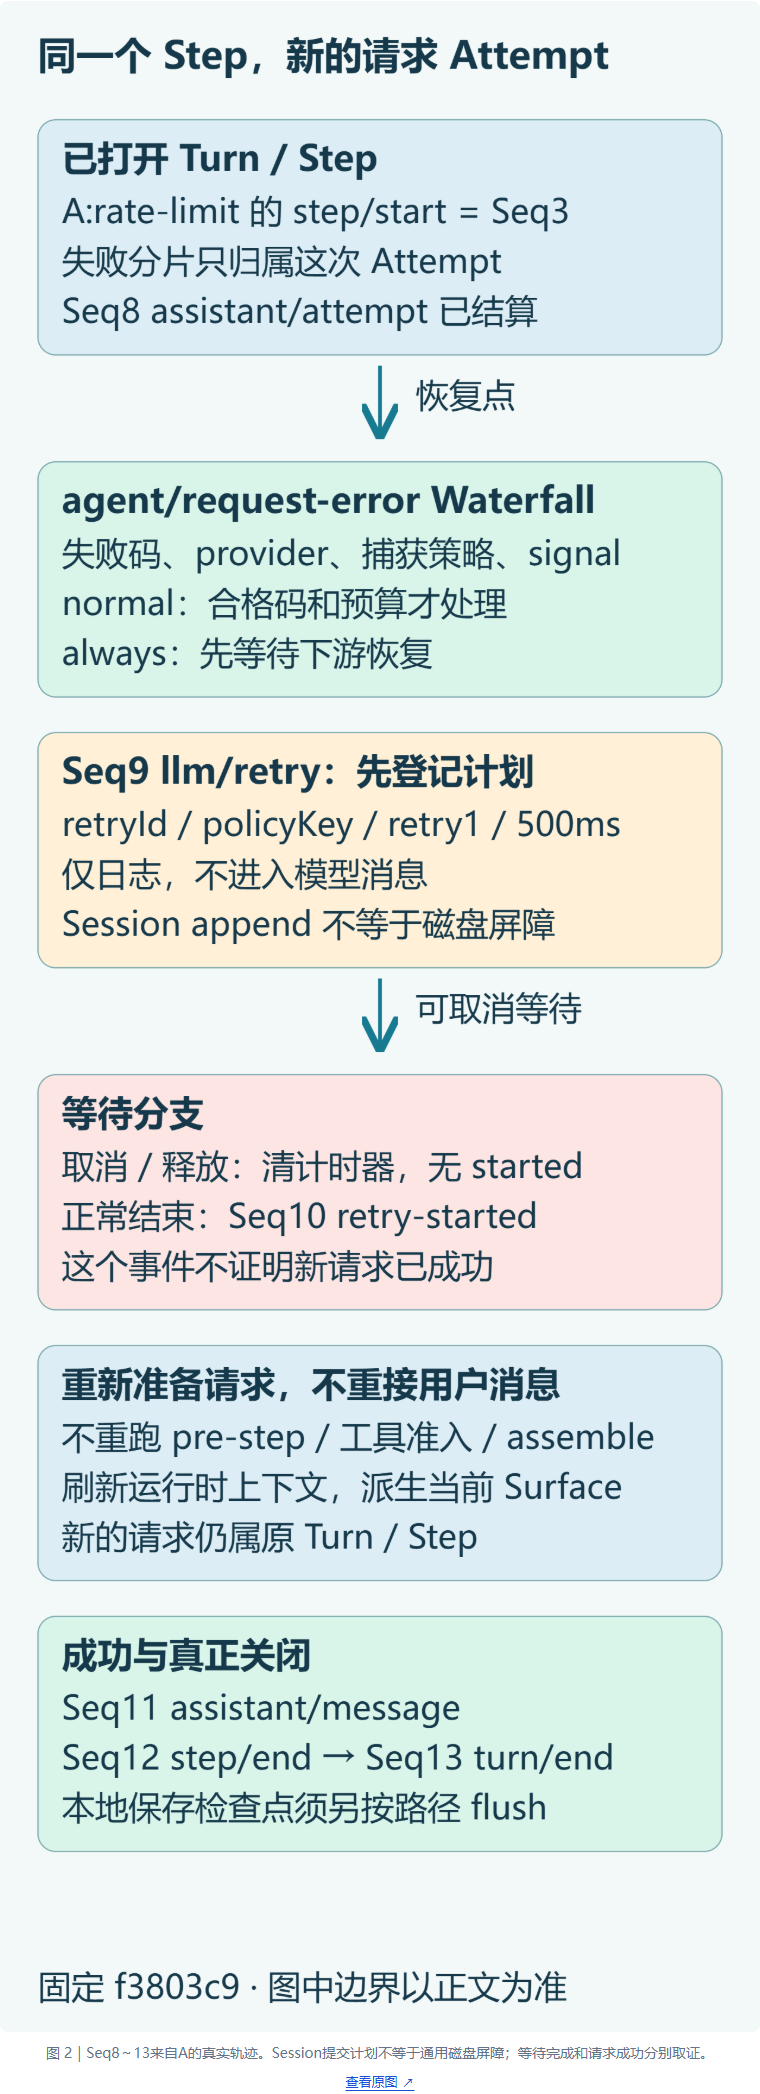 同一个 Step，新的请求 Attempt
已打开 Turn / Step
A:rate-limit 的 step/start = Seq3
失败分片只归属这次 Attempt
Seq8 assistant/attempt 已结算
恢复点
agent/request-error Waterfall
失败码、provider、捕获策略、signal
normal：合格码和预算才处理
always：先等待下游恢复
Seq9 llm/retry：先登记计划
retryId / policyKey / retry1 / 500ms
仅日志，不进入模型消息
Session append 不等于磁盘屏障
可取消等待
等待分支
取消 / 释放：清计时器，无 started
正常结束：Seq10 retry-started
这个事件不证明新请求已成功
重新准备请求，不重接用户消息
不重跑 pre-step / 工具准入 / assemble
刷新运行时上下文，派生当前 Surface
新的请求仍属原 Turn / Step
成功与真正关闭
Seq11 assistant/message
Seq12 step/end → Seq13 turn/end
本地保存检查点须另按路径 flush
固定 f3803c9 · 图中边界以正文为准
图 2｜Seq8～13来自A的真实轨迹。Session提交计划不等于通用磁盘屏障；等待完成和请求成功分别取证。
查看原图 ↗